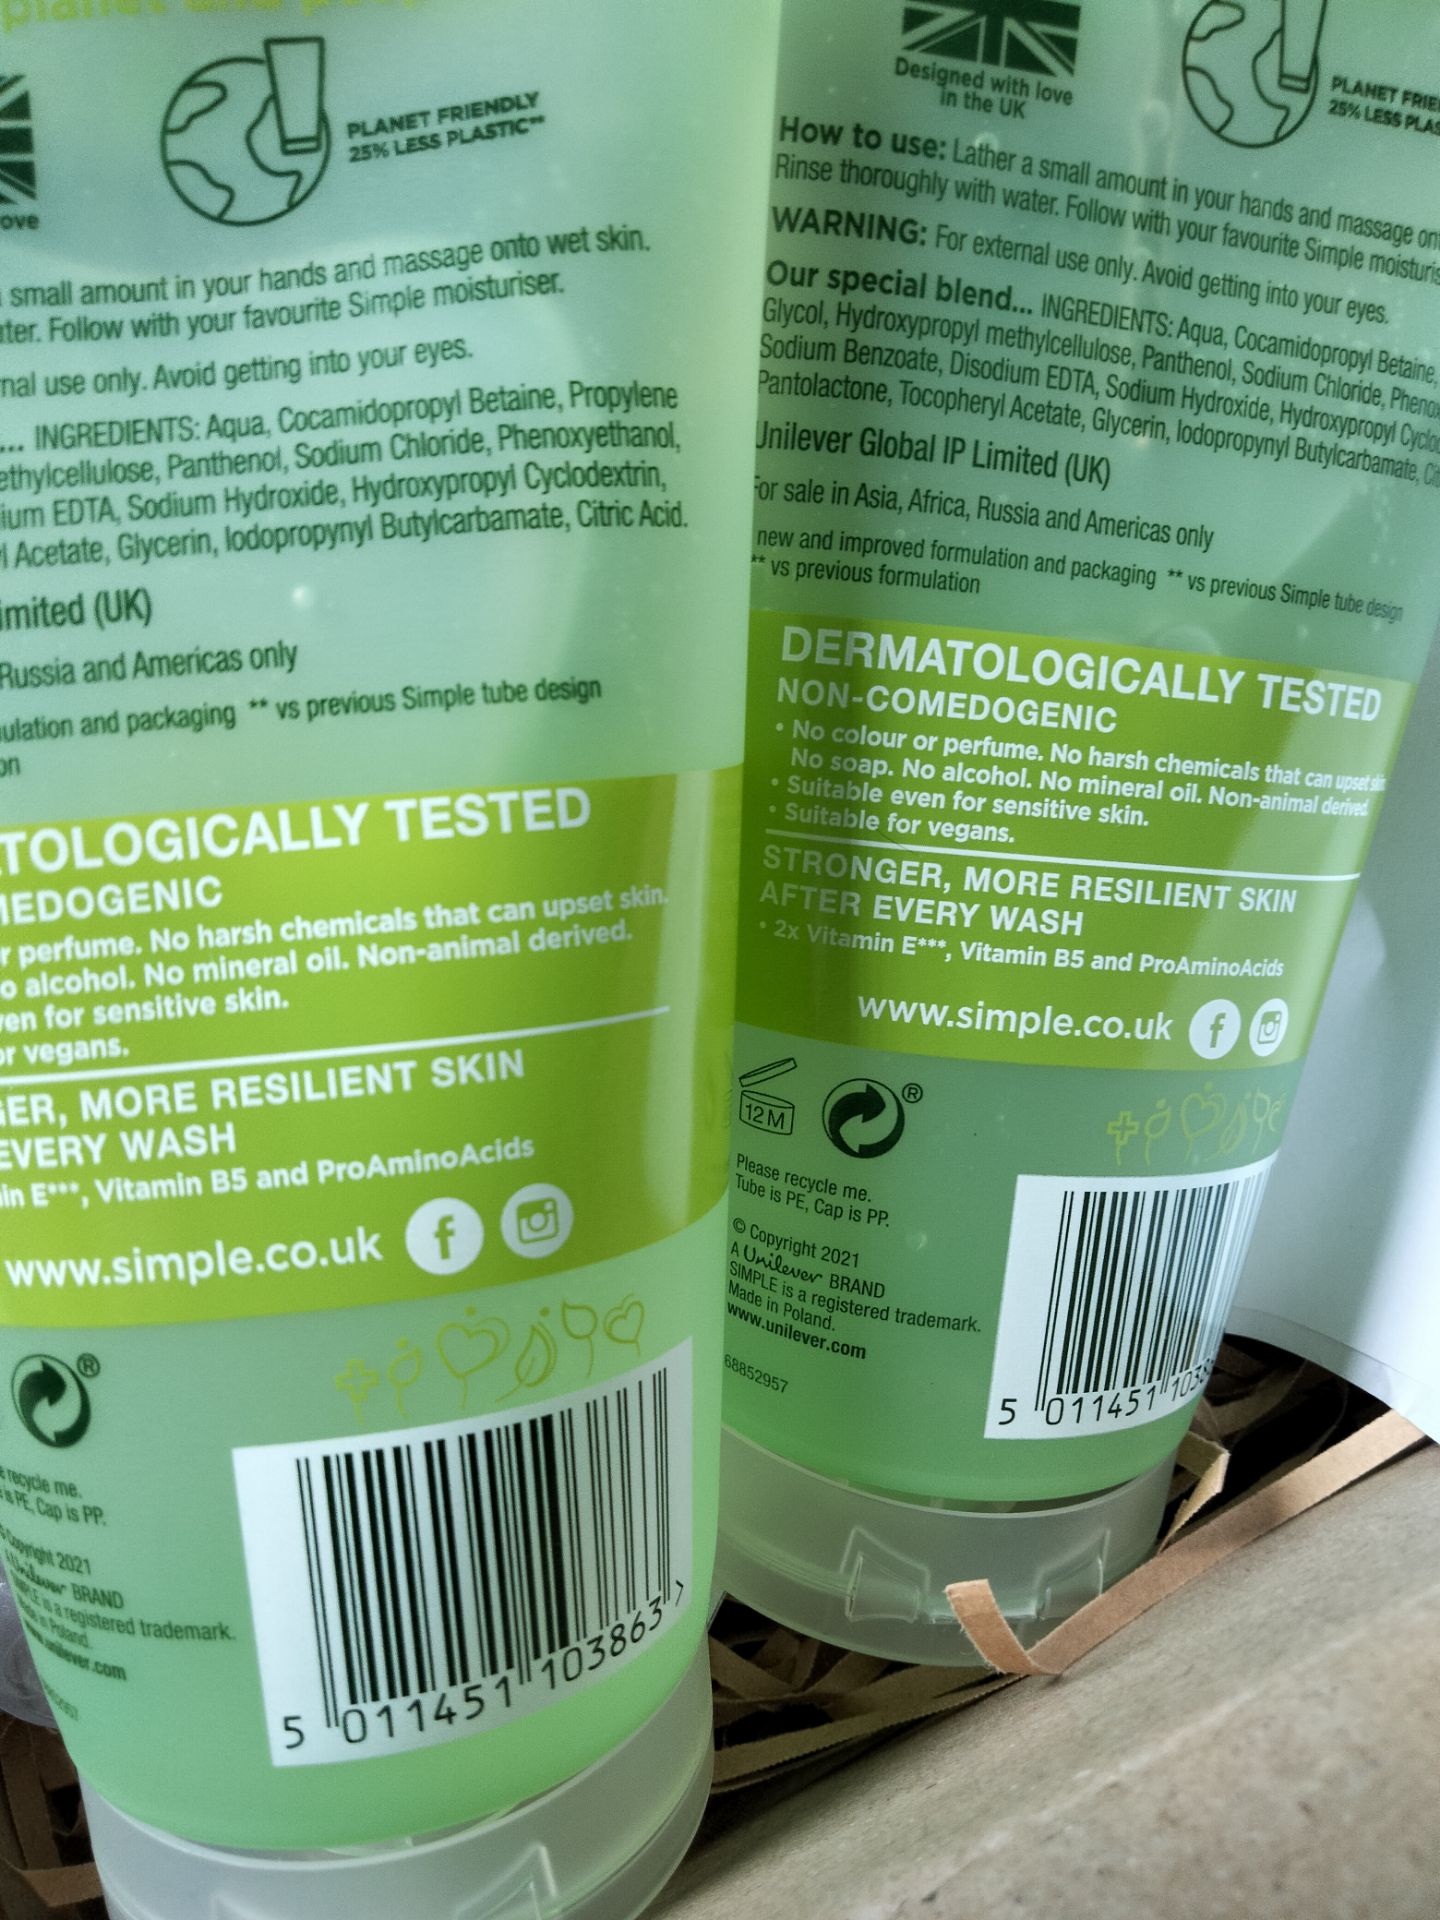 planet and
PLANET FRIENDLY
25% LESS PLASTIC**
ove
small amount in your hands and massage onto wet skin.
ter. Follow with your favourite Simple moisturiser.
nal use only. Avoid getting into your eyes.
... INGREDIENTS: Aqua, Cocamidopropyl Betaine, Propylene
ethylcellulose, Panthenol, Sodium Chloride, Phenoxyethanol,
ium EDTA, Sodium Hydroxide, Hydroxypropyl Cyclodextrin,
l Acetate, Glycerin, Iodopropynyl Butylcarbamate, Citric Acid.
imited (UK)
Russia and Americas only
ulation and packaging ** vs previous Simple tube design
on
TOLOGICALLY TESTED
MEDOGENIC
r perfume. No harsh chemicals that can upset skin.
o alcohol. No mineral oil. Non-animal derived.
ven for sensitive skin.
or vegans.
GER, MORE RESILIENT SKIN
EVERY WASH
in E***, Vitamin B5 and ProAminoAcids
www.simple.co.uk
®
recycle me.
is PE, Cap is PP.
© Copyright 2021
A Unilever BRAND
SIMPLE is a registered trademark.
Made in Poland.
www.unilever.com
5 011451 103863 >
Designed with love
in the UK
PLANET FRIE
25% LESS PLAS
How to use: Lather a small amount in your hands and massage ont
Rinse thoroughly with water. Follow with your favourite Simple moisturis
WARNING: For external use only. Avoid getting into your eyes.
Our special blend... INGREDIENTS: Aqua, Cocamidopropyl Betaine,
Glycol, Hydroxypropyl methylcellulose, Panthenol, Sodium Chloride, Phenox
Sodium Benzoate, Disodium EDTA, Sodium Hydroxide, Hydroxypropyl Cyclo
Pantolactone, Tocopheryl Acetate, Glycerin, Iodopropynyl Butylcarbamate, Cit
Unilever Global IP Limited (UK)
For sale in Asia, Africa, Russia and Americas only
new and improved formulation and packaging ** vs previous Simple tube design
** vs previous formulation
DERMATOLOGICALLY TESTED
NON-COMEDOGENIC
• No colour or perfume. No harsh chemicals that can upset skin
No soap. No alcohol. No mineral oil. Non-animal derived.
• Suitable even for sensitive skin.
• Suitable for vegans.
STRONGER, MORE RESILIENT SKIN
AFTER EVERY WASH
• 2x Vitamin E***, Vitamin B5 and ProAminoAcids
www.simple.co.uk
12M
®
Please recycle me.
Tube is PE, Cap is PP.
© Copyright 2021
A Unilever BRAND
SIMPLE is a registered trademark.
Made in Poland.
www.unilever.com
68852957
5 011451 1038